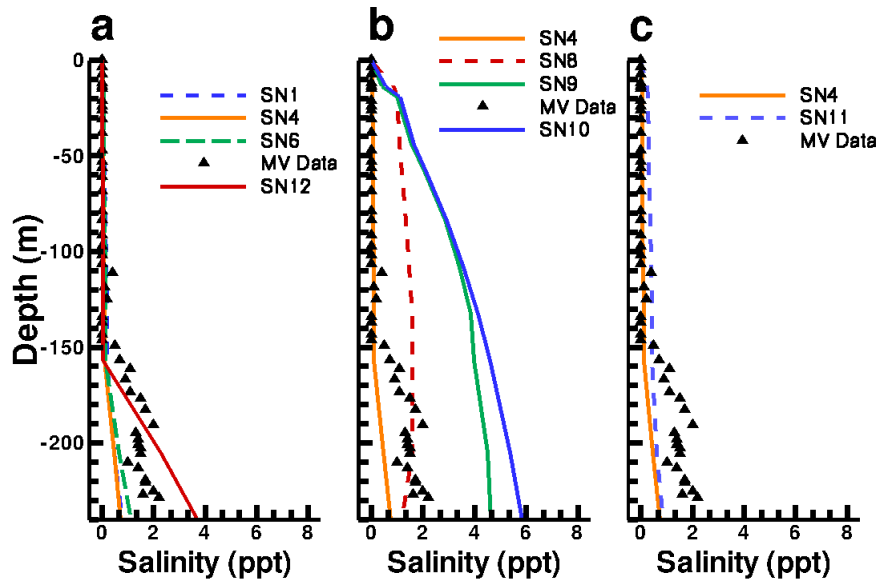 a
b
c
SN4
SN8
SN9
MV Data
SN10
SN1
SN4
SN6
MV Data
SN12
SN4
SN11
MV Data
0
-50
-100
-150
-200
Depth (m)
0 2 4 6 8
0 2 4 6 8
0 2 4 6 8
Salinity (ppt)
Salinity (ppt)
Salinity (ppt)